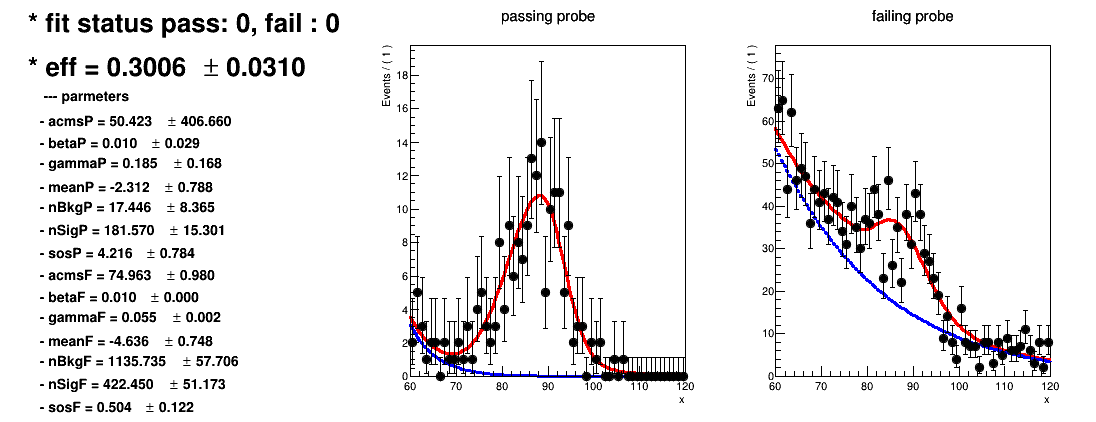 * fit status pass: 0, fail : 0
* eff = 0.3006 ± 0.0310
--- parmeters
- acmsP = 50.423 ± 406.660
- betaP = 0.010 ± 0.029
- gammaP = 0.185 ± 0.168
- meanP = -2.312 ± 0.788
- nBkgP = 17.446 ± 8.365
- nSigP = 181.570 ± 15.301
- sosP = 4.216 ± 0.784
- acmsF = 74.963 ± 0.980
- betaF = 0.010 ± 0.000
- gammaF = 0.055 ± 0.002
- meanF = -4.636 ± 0.748
- nBkgF = 1135.735 ± 57.706
- nSigF = 422.450 ± 51.173
- sosF = 0.504 ± 0.122
passing probe
Events / ( 1 )
18
16
14
12
10
8
6
4
2
0
60 70 80 90 100 110 120
x
failing probe
Events / ( 1 )
70
60
50
40
30
20
10
0
60 70 80 90 100 110 120
x